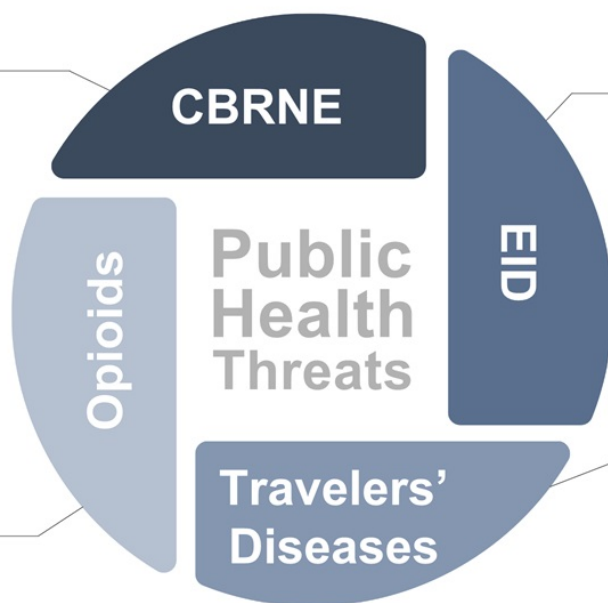 CBRNE
EID
Public
Health
Threats
Opioids
Travelers’
Diseases